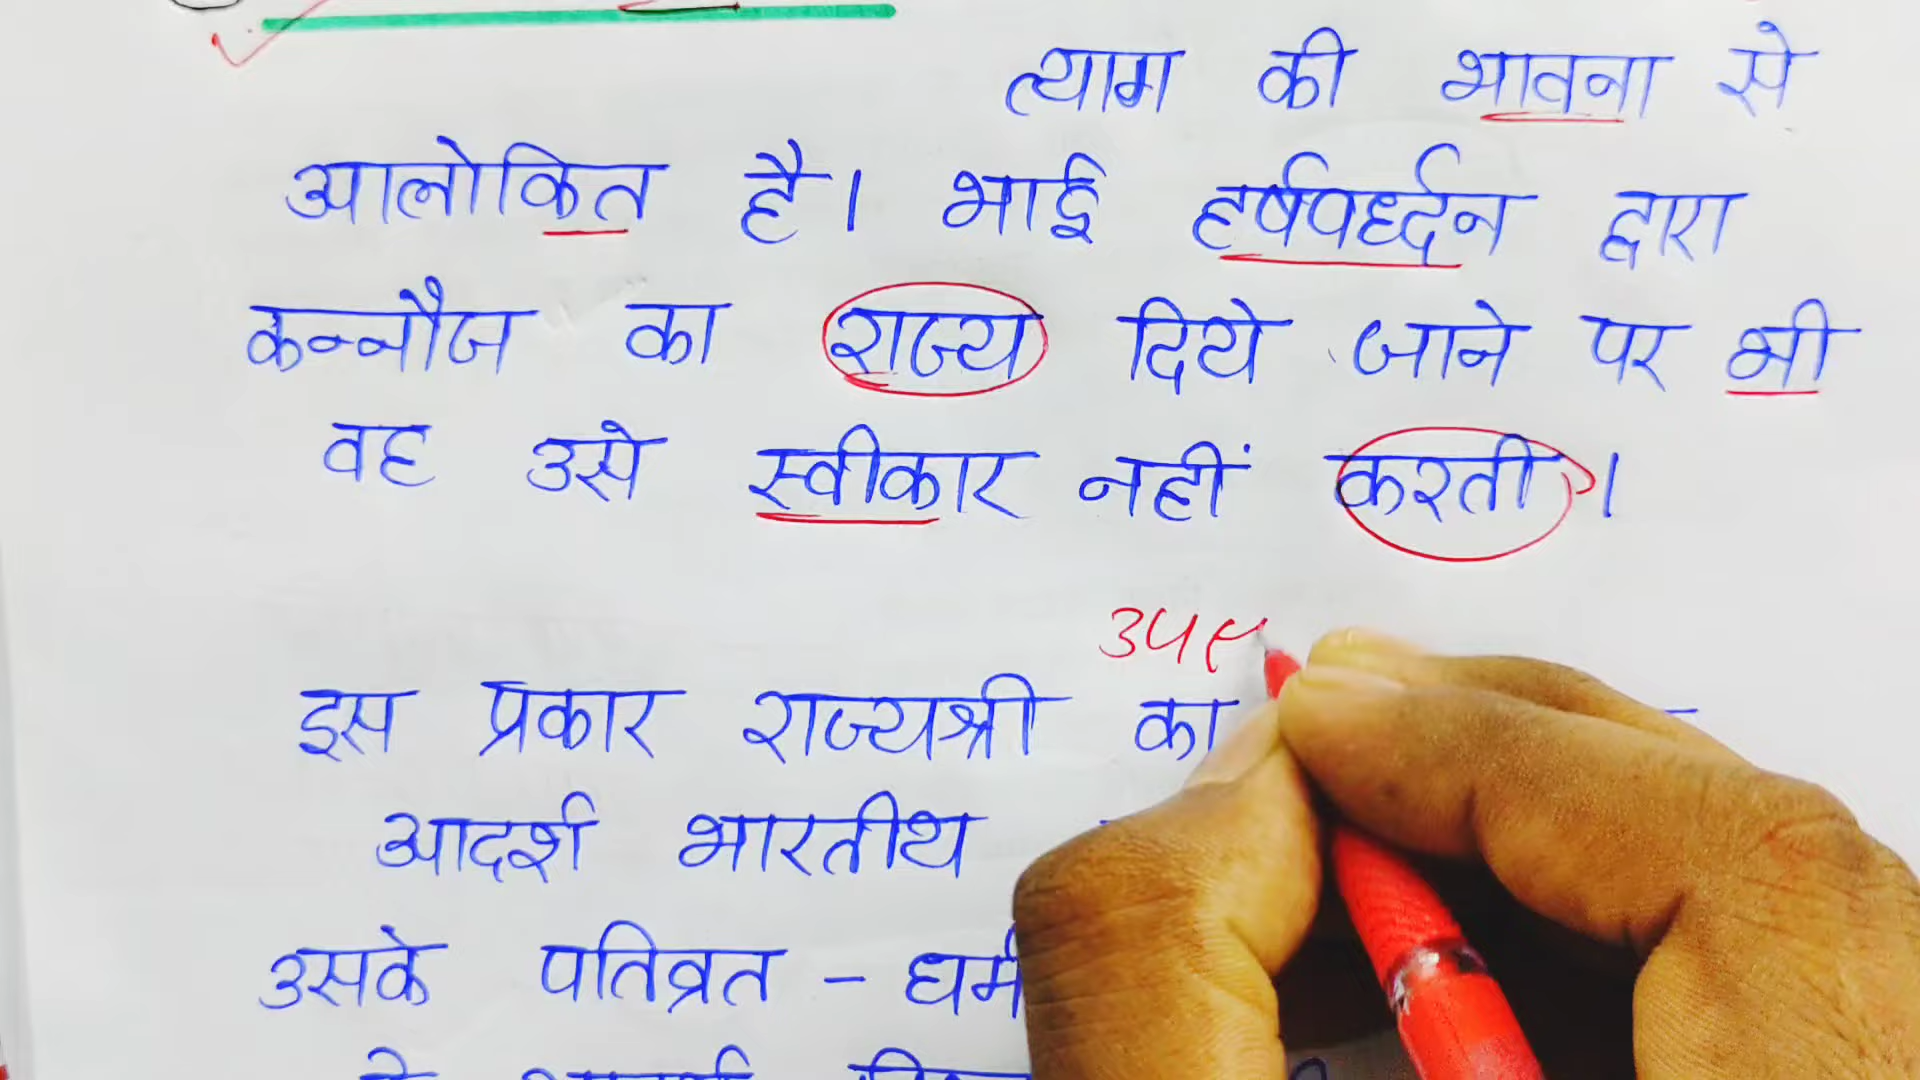 त्याग की भावना से
आलोकित है। भाई हर्षवर्द्धन द्वारा
कन्नौज का राज्य दिये जाने पर भी
वह उसे स्वीकार नहीं करती।
इस प्रकार राज्यश्री का
आदर्श भारतीय
उसके पतिव्रत - धर्म